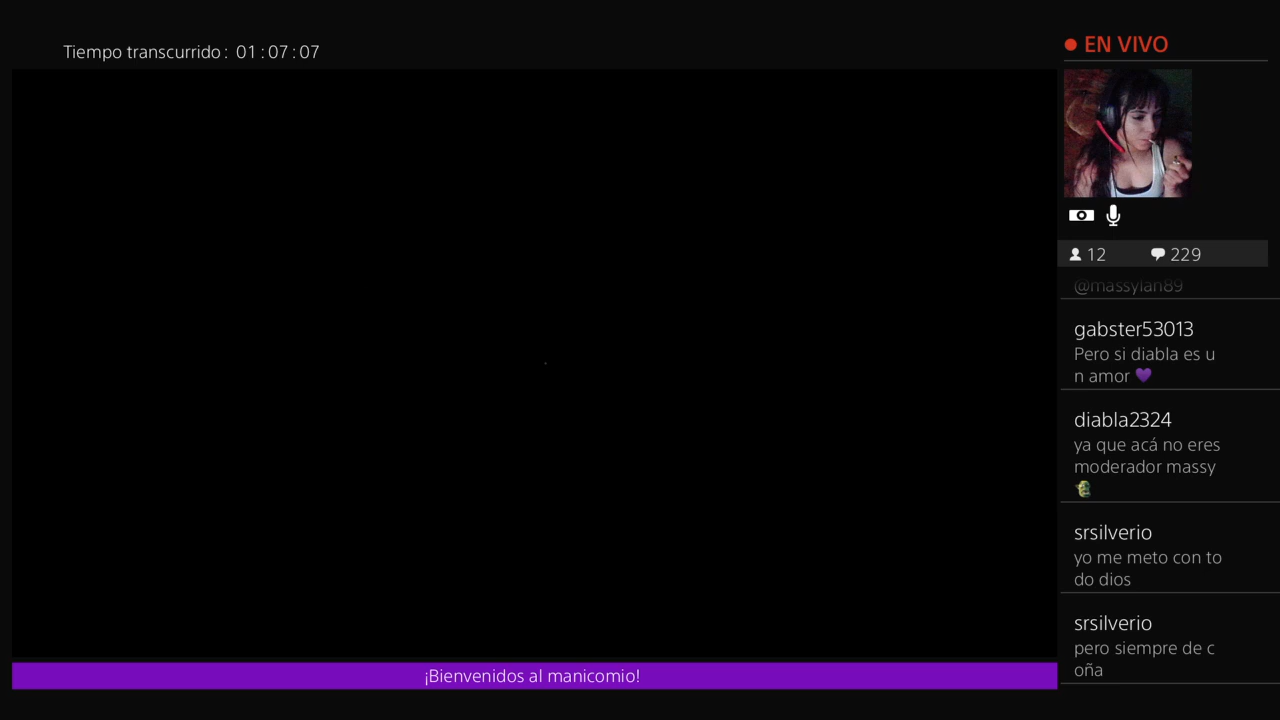 Tiempo transcurrido : 01 : 07 : 07
EN VIVO
12 229
@massylan89
gabster53013
Pero si diabla es u
n amor 💜
diabla2324
ya que acá no eres
moderador massy
srsilverio
yo me meto con to
do dios
srsilverio
pero siempre de c
oña
¡Bienvenidos al manicomio!